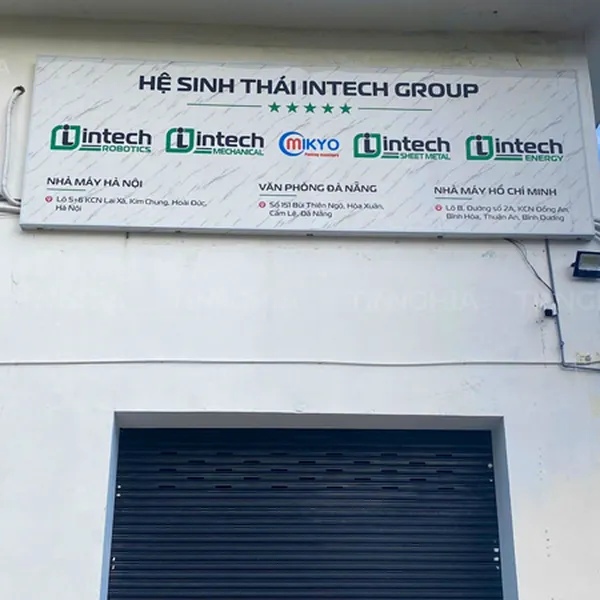 HỆ SINH THÁI INTECH GROUP
intech ROBOTICS
intech MECHANICAL
MIKYO
intech SHEET METAL
intech ENERGY
NHÀ MÁY HÀ NỘI
Lô 5+6 KCN Lai Xá, Kim Chung, Hoài Đức,
Hà Nội
VĂN PHÒNG ĐÀ NẴNG
Số 151 Bùi Thiện Ngộ, Hòa Xuân,
Cẩm Lệ, Đà Nẵng
NHÀ MÁY HỒ CHÍ MINH
Lô B, Đường số 2A, KCN Đồng An,
Bình Hòa, Thuận An, Bình Dương